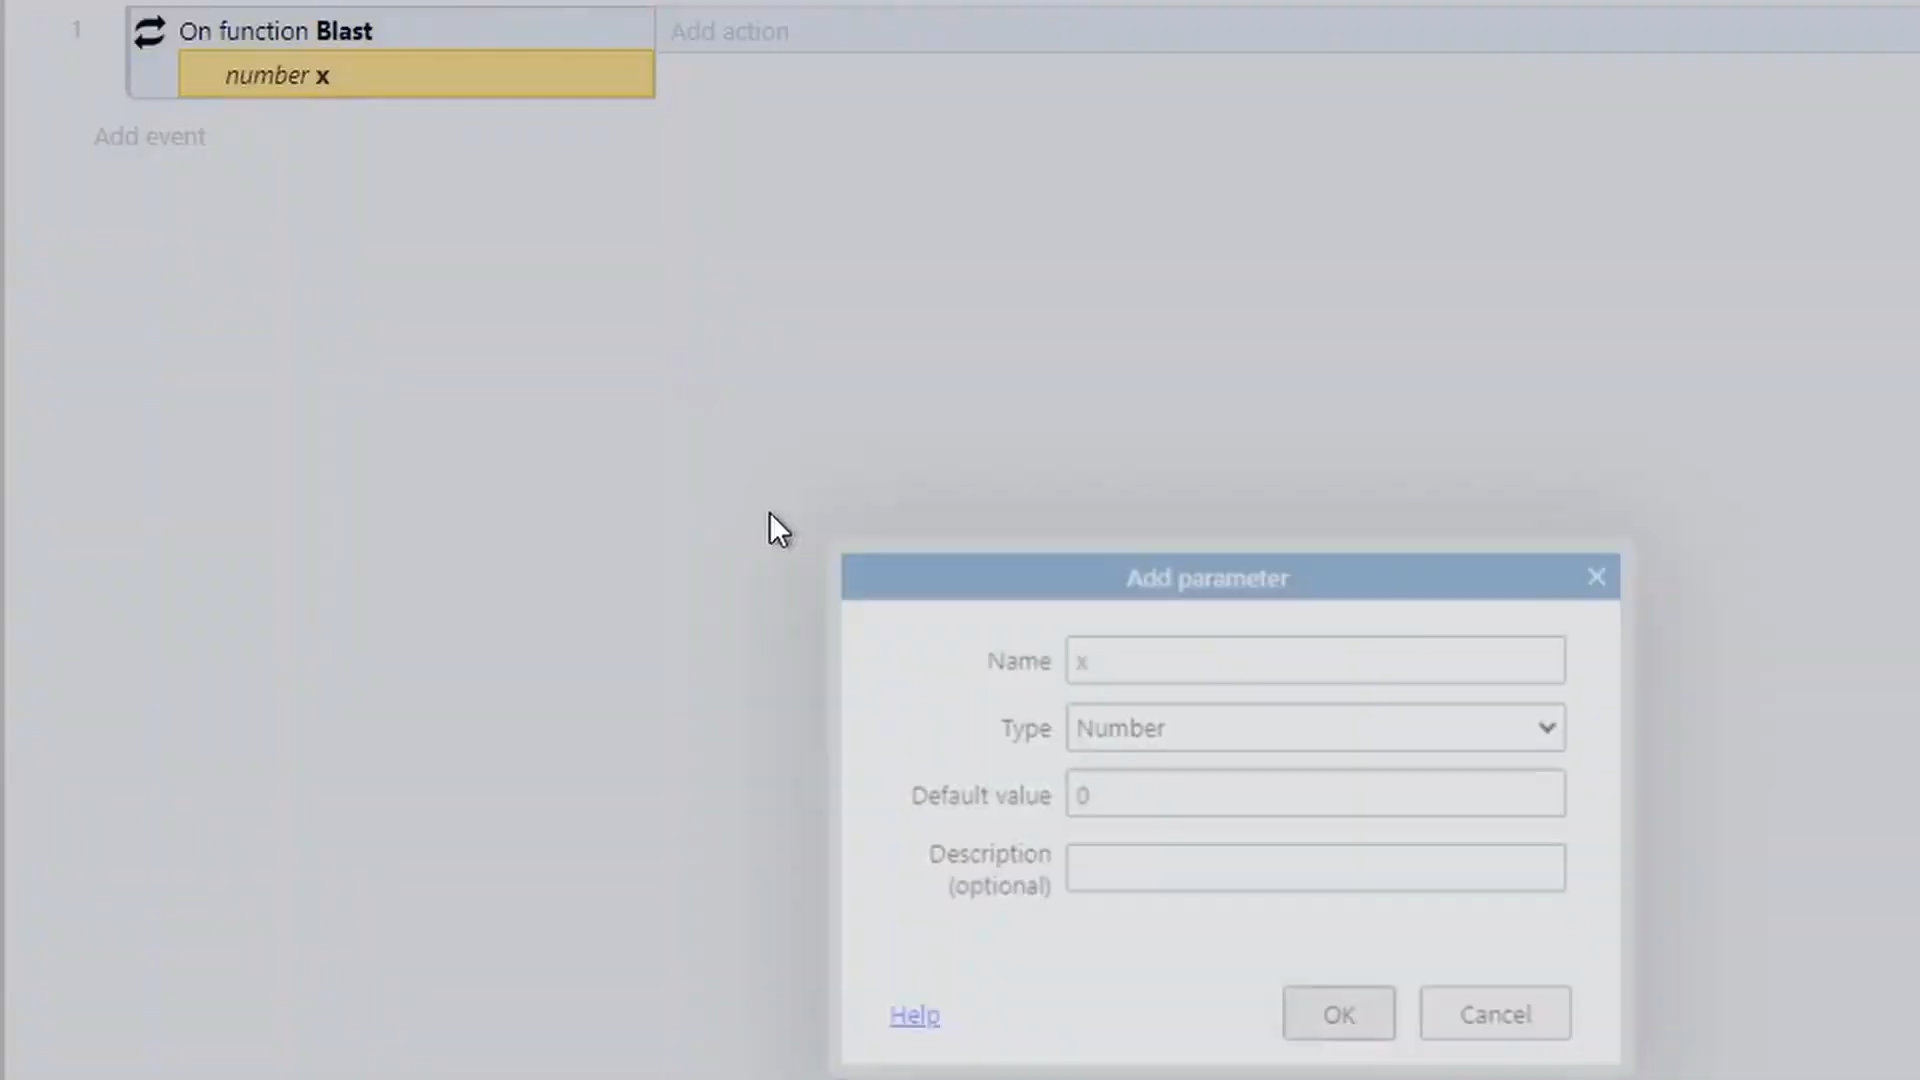 1 On function Blast Add action
number x
Add event
Add parameter
Name x
Type Number
Default value 0
Description
(optional)
Help OK Cancel